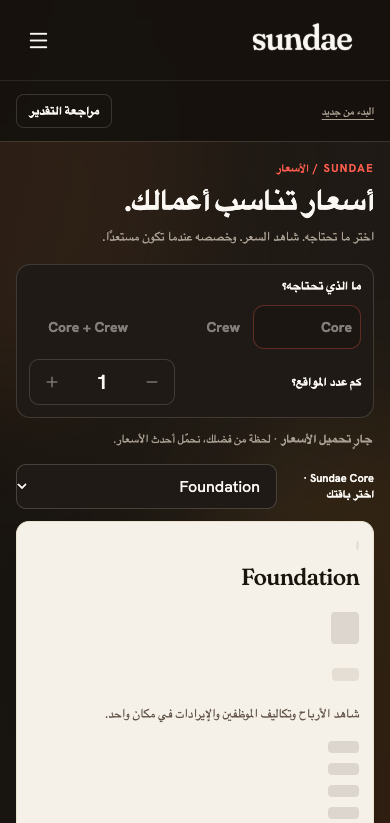 sundae
البدء من جديد
مراجعة التقدير
SUNDAE / الأسعار
أسعار تناسب أعمالك.
اختر ما تحتاجه. شاهد السعر. وخصصه عندما تكون مستعدًا.
ما الذي تحتاجه؟
Core
Crew
Core + Crew
كم عدد المواقع؟
− 1 +
جارٍ تحميل الأسعار · لحظة من فضلك، نحمّل أحدث الأسعار.
Sundae Core ·
اختر باقتك
Foundation
Foundation
شاهد الأرباح وتكاليف الموظفين والإيرادات في مكان واحد.